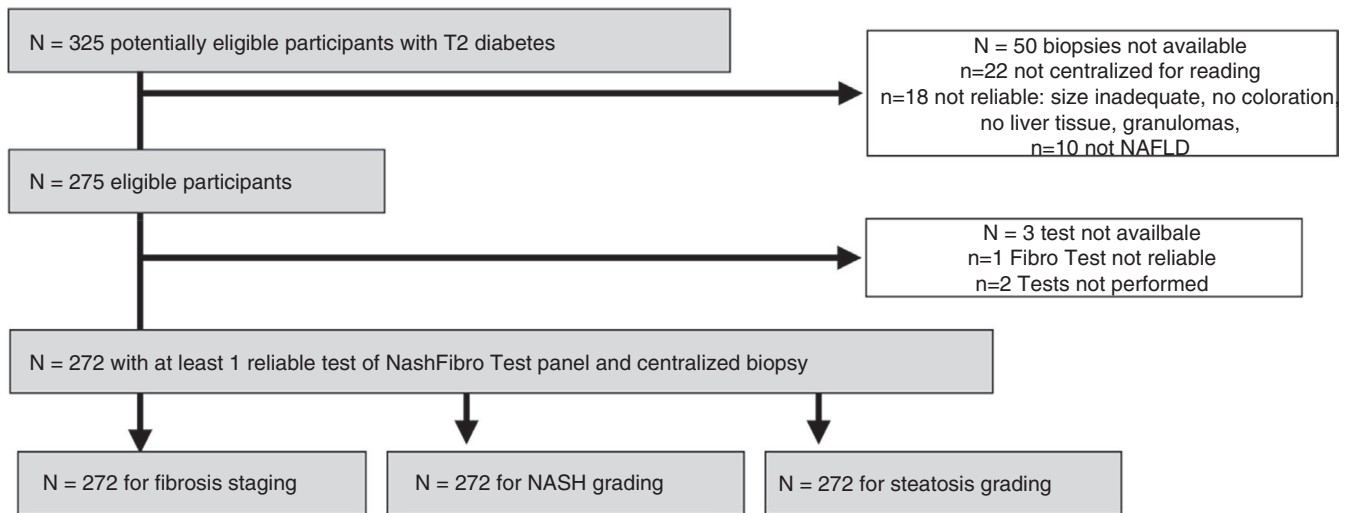 N = 325 potentially eligible participants with T2 diabetes
N = 50 biopsies not available
n=22 not centralized for reading
n=18 not reliable: size inadequate, no coloration,
no liver tissue, granulomas,
n=10 not NAFLD
N = 275 eligible participants
N = 3 test not availbale
n=1 Fibro Test not reliable
n=2 Tests not performed
N = 272 with at least 1 reliable test of NashFibro Test panel and centralized biopsy
N = 272 for fibrosis staging
N = 272 for NASH grading
N = 272 for steatosis grading